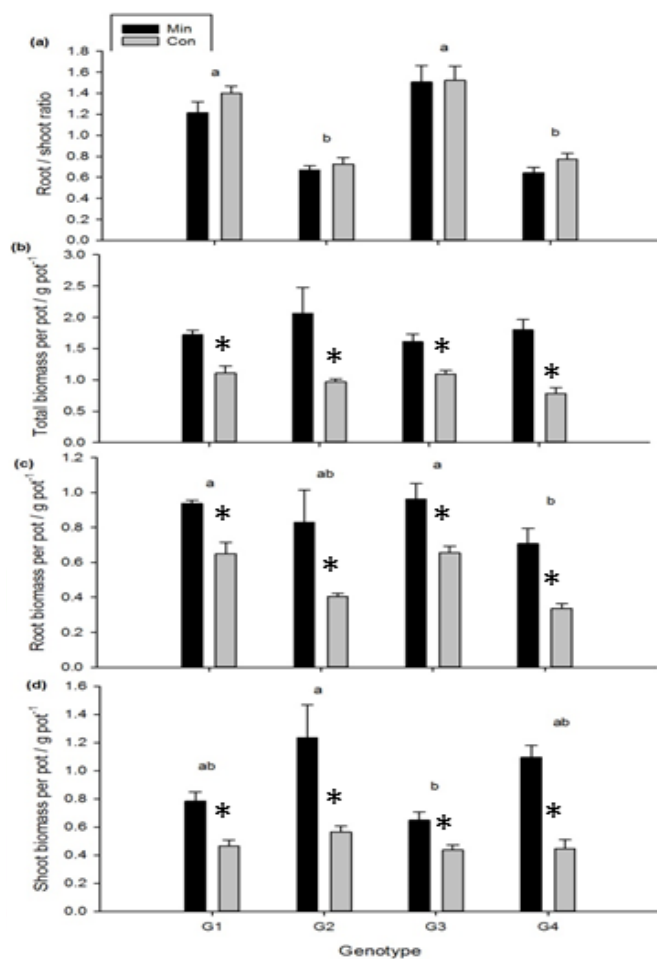 Min
Con
(a)
1.8
1.6
1.4
1.2
1.0
0.8
0.6
0.4
0.2
0.0
Root / shoot ratio
a
b
a
b
(b)
3.0
2.5
2.0
1.5
1.0
0.5
0.0
Total biomass per pot / g pot⁻¹
*
*
*
*
(c)
1.2
1.0
0.8
0.6
0.4
0.2
0.0
Root biomass per pot / g pot⁻¹
a
ab
a
b
*
*
*
*
(d)
1.6
1.4
1.2
1.0
0.8
0.6
0.4
0.2
0.0
Shoot biomass per pot / g pot⁻¹
ab
a
b
ab
*
*
*
*
G1
G2
G3
G4
Genotype